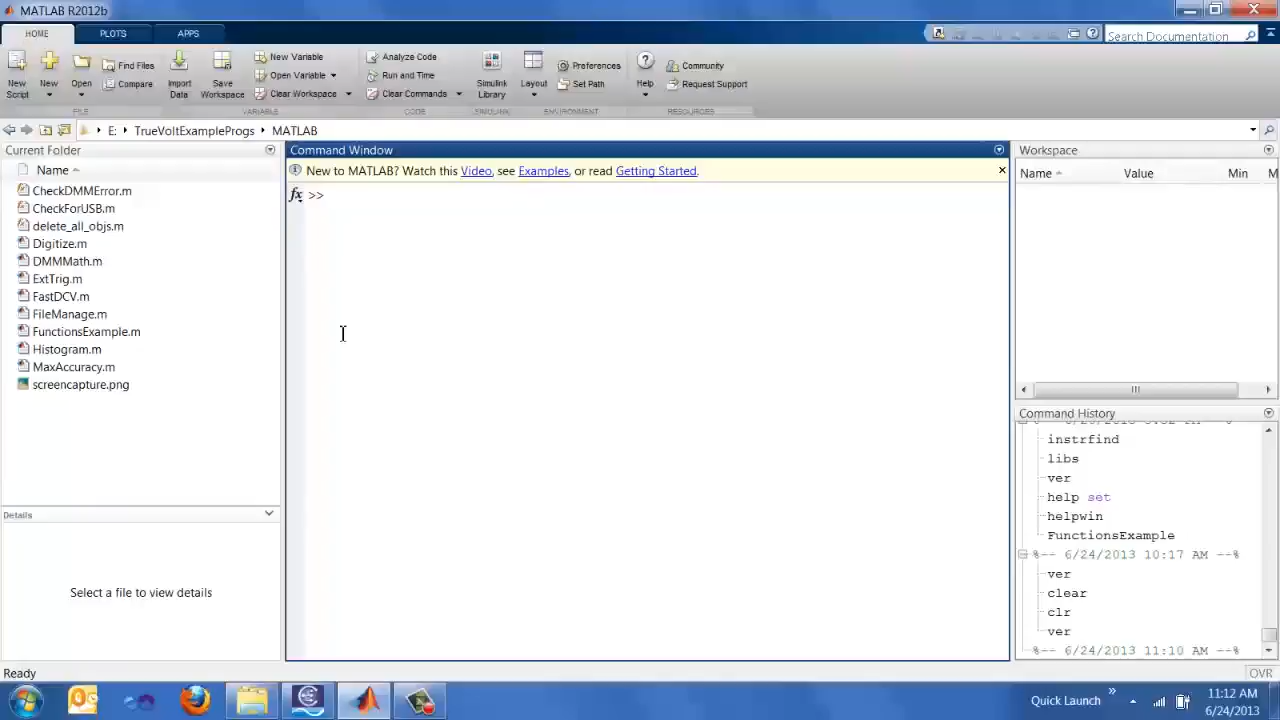 MATLAB R2012b
HOME
PLOTS
APPS
Search Documentation
New Script
New
Open
Find Files
Compare
Import Data
Save Workspace
New Variable
Open Variable
Clear Workspace
Analyze Code
Run and Time
Clear Commands
Simulink Library
Layout
Preferences
Set Path
Help
Community
Request Support
FILE
VARIABLE
CODE
SIMULINK
ENVIRONMENT
RESOURCES
E: TrueVoltExampleProgs MATLAB
Current Folder
Name
CheckDMMError.m
CheckForUSB.m
delete_all_objs.m
Digitize.m
DMMMath.m
ExtTrig.m
FastDCV.m
FileManage.m
FunctionsExample.m
Histogram.m
MaxAccuracy.m
screencapture.png
Details
Select a file to view details
Command Window
New to MATLAB? Watch this Video, see Examples, or read Getting Started.
fx >>
Workspace
Name Value Min M
Command History
instrfind
libs
ver
help set
helpwin
FunctionsExample
%-- 6/24/2013 10:17 AM --%
ver
clear
clr
ver
%-- 6/24/2013 11:10 AM --%
Ready
OVR
Quick Launch
11:12 AM
6/24/2013